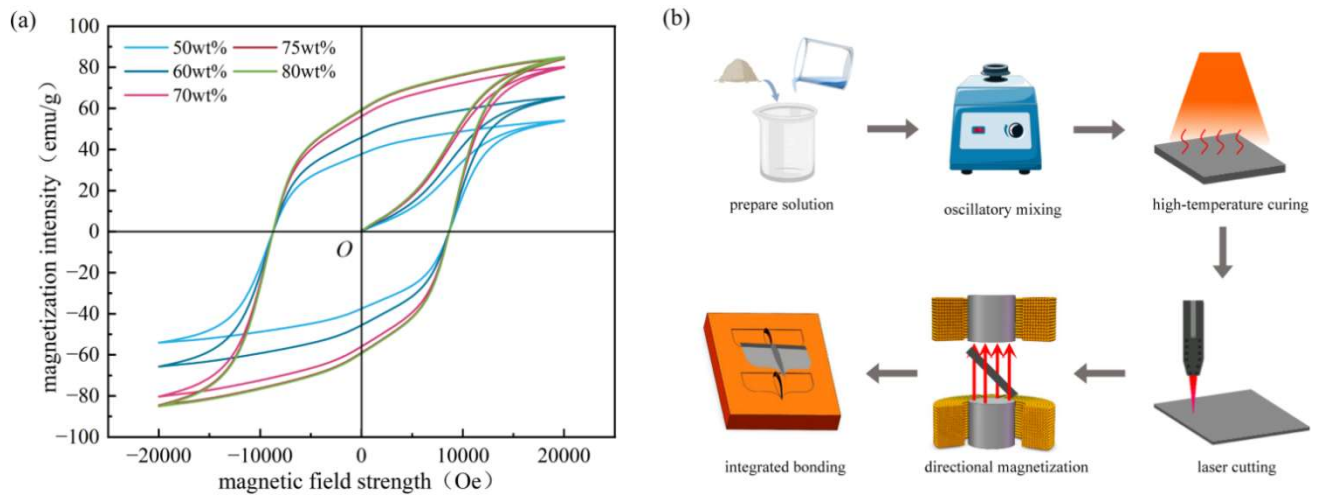 (a)
magnetization intensity（emu/g）
100
80
60
40
20
0
−20
−40
−60
−80
−100
50wt%
75wt%
60wt%
80wt%
70wt%
O
−20000
−10000
0
10000
20000
magnetic field strength（Oe）
(b)
prepare solution
oscillatory mixing
high-temperature curing
integrated bonding
directional magnetization
laser cutting